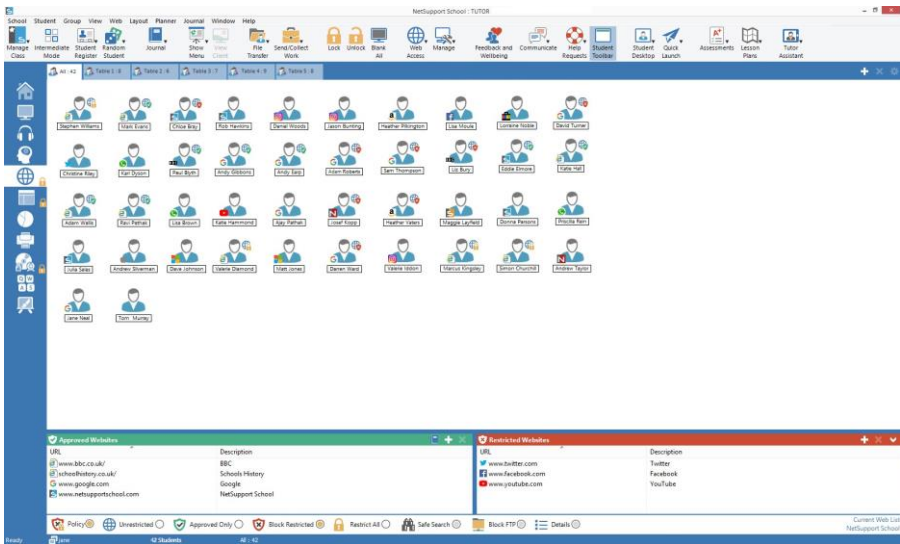 NetSupport School : TUTOR
School Student Group View Web Layout Planner Journal Window Help
Manage Class
Intermediate Mode
Student Register
Random Student
Journal
Show Menu
View Client
File Transfer
Send/Collect Work
Lock
Unlock
Blank All
Web Access
Manage
Feedback and Wellbeing
Communicate
Help Requests
Student Toolbar
Student Desktop
Quick Launch
Assessments
Lesson Plans
Tutor Assistant
All : 42 Table 1 : 8 Table 2 : 6 Table 3 : 7 Table 4 : 9 Table 5 : 8
Stephen Williams Mark Evans Chloe Bray Rob Hawkins Daniel Woods Jason Bunting Heather Pilkington Lisa Moule Lorraine Noble David Turner
Christine Riley Karl Dyson Paul Blyth Andy Gibbons Andy Earp Adam Roberts Sam Thompson Liz Bury Eddie Elmore Katie Hall
Adam Wallis Ravi Pathak Lisa Brown Kate Hammond Ajay Pathak Josef Kopp Heather Yates Maggie Layfield Donna Parsons Priscilla Rain
Julia Sales Andrew Silverman Dave Johnson Valerie Diamond Matt Jones Darren Ward Valerie Iddon Marcus Kingsley Simon Churchill Andrew Taylor
Jane Neal Tom Murray
Approved Websites
URL Description
www.bbc.co.uk/ BBC
schoolhistory.co.uk/ Schools History
www.google.com Google
www.netsupportschool.com NetSupport School
Restricted Websites
URL Description
www.twitter.com Twitter
www.facebook.com Facebook
www.youtube.com YouTube
Policy Unrestricted Approved Only Block Restricted Restrict All Safe Search Block FTP Details
Current Web List
NetSupport School
Ready Jane 42 Students All : 42